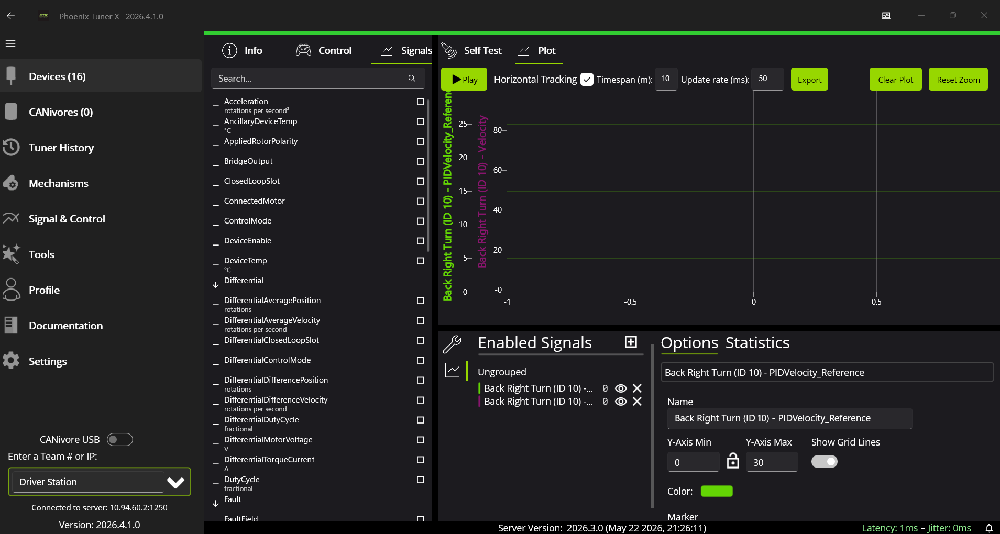 CTR
Phoenix Tuner X - 2026.4.1.0
Devices (16)
CANivores (0)
Tuner History
Mechanisms
Signal & Control
Tools
Profile
Documentation
Settings
CANivore USB
Enter a Team # or IP:
Driver Station
Connected to server: 10.94.60.2:1250
Version: 2026.4.1.0
Info
Control
Signals
Search...
Acceleration
rotations per second²
AncillaryDeviceTemp
°C
AppliedRotorPolarity
BridgeOutput
ClosedLoopSlot
ConnectedMotor
ControlMode
DeviceEnable
DeviceTemp
°C
Differential
DifferentialAveragePosition
rotations
DifferentialAverageVelocity
rotations per second
DifferentialClosedLoopSlot
DifferentialControlMode
DifferentialDifferencePosition
rotations
DifferentialDifferenceVelocity
rotations per second
DifferentialDutyCycle
fractional
DifferentialMotorVoltage
V
DifferentialTorqueCurrent
A
DutyCycle
fractional
Fault
FaultField
Self Test
Plot
Play
Horizontal Tracking
Timespan (m):
10
Update rate (ms):
50
Export
Clear Plot
Reset Zoom
Back Right Turn (ID 10) - PIDVelocity_Referenc
25
20
15
10
5
0
Back Right Turn (ID 10) - Velocity
80
60
40
20
-0
-1
-0.5
0
0.5
Enabled Signals
Ungrouped
Back Right Turn (ID 10) -... 0
Back Right Turn (ID 10) -... 0
Options
Statistics
Back Right Turn (ID 10) - PIDVelocity_Reference
Name
Back Right Turn (ID 10) - PIDVelocity_Reference
Y-Axis Min
Y-Axis Max
Show Grid Lines
0
30
Color:
Marker
Server Version: 2026.3.0 (May 22 2026, 21:26:11)
Latency: 1ms – Jitter: 0ms